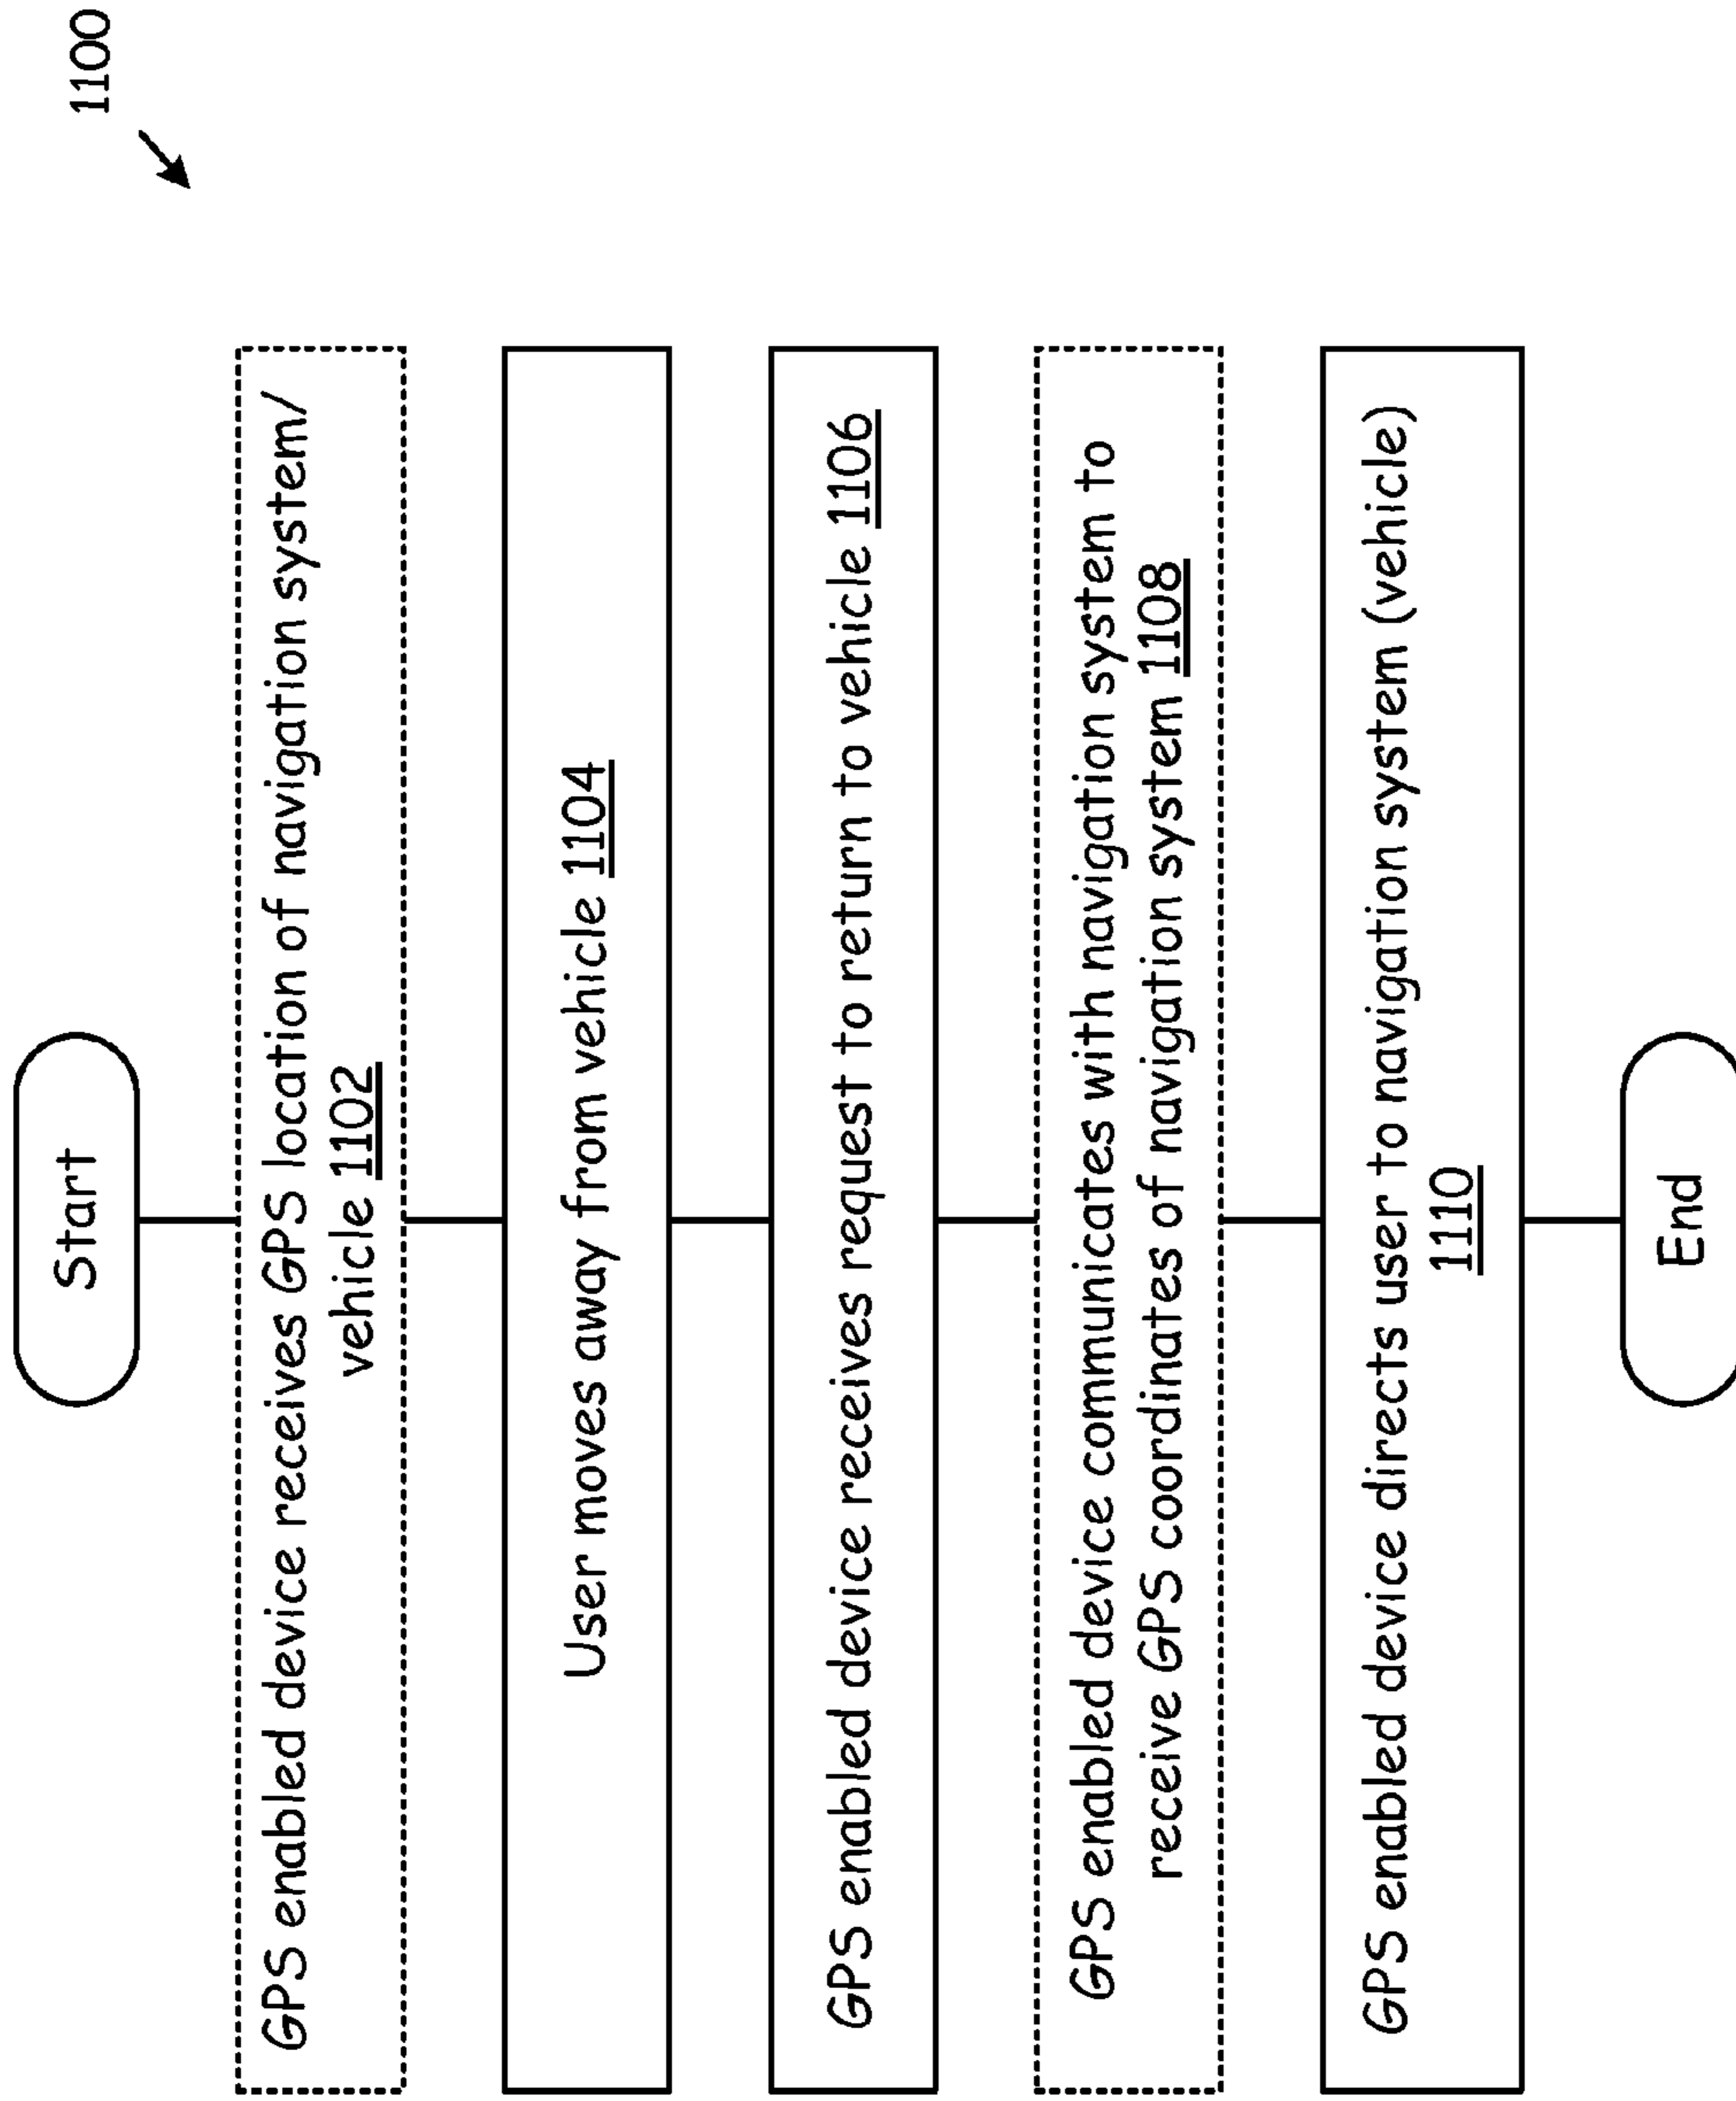 1100
Start
GPS enabled device receives GPS location of navigation system/
vehicle 1102
User moves away from vehicle 1104
GPS enabled device receives request to return to vehicle 1106
GPS enabled device communicates with navigation system to
receive GPS coordinates of navigation system 1108
GPS enabled device directs user to navigation system (vehicle)
1110
End